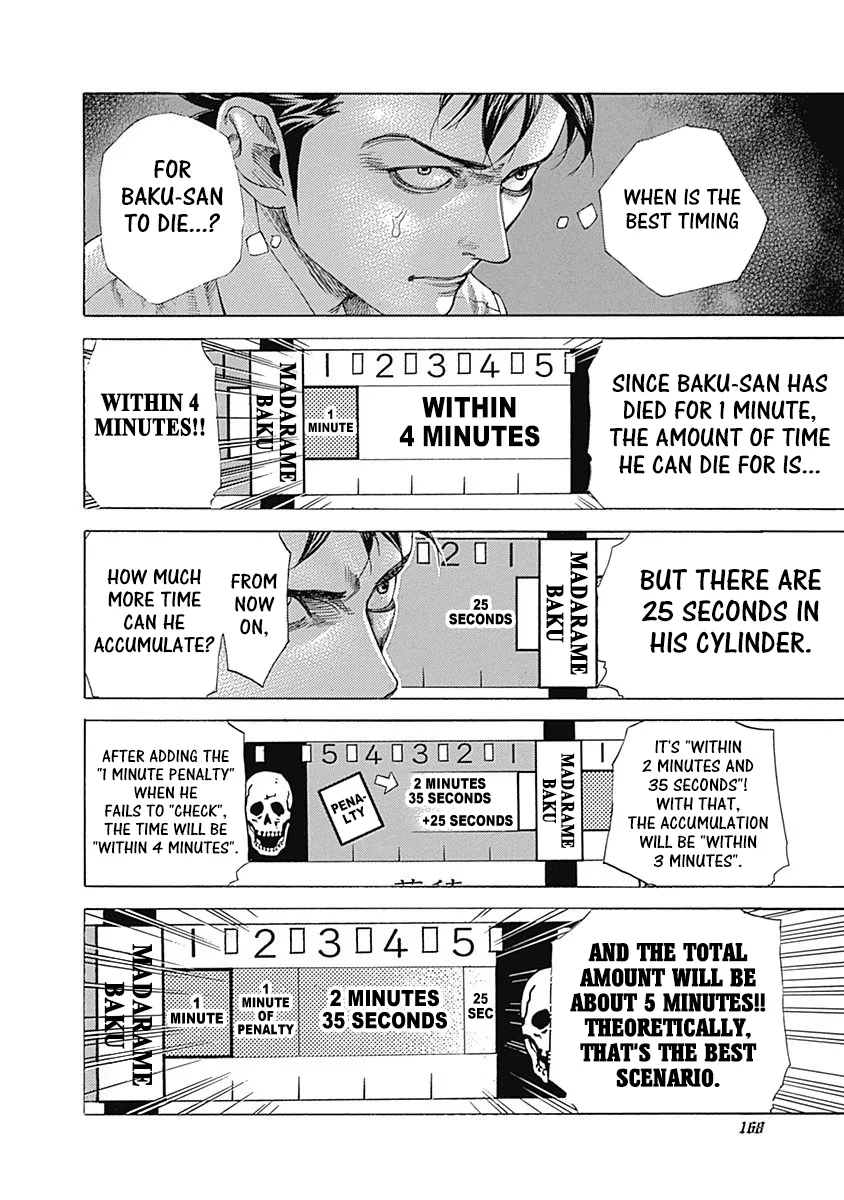 WHEN IS THE
BEST TIMING
FOR
BAKU-SAN
TO DIE...?
SINCE BAKU-SAN HAS
DIED FOR 1 MINUTE,
THE AMOUNT OF TIME
HE CAN DIE FOR IS...
1 2 3 4 5
MADARAME
BAKU
1
MINUTE
WITHIN
4 MINUTES
WITHIN 4
MINUTES!!
BUT THERE ARE
25 SECONDS IN
HIS CYLINDER.
MADARAME
BAKU
2 1
25
SECONDS
FROM
NOW
ON,
HOW MUCH
MORE TIME
CAN HE
ACCUMULATE?
IT'S "WITHIN
2 MINUTES AND
35 SECONDS"!
WITH THAT,
THE ACCUMULATION
WILL BE "WITHIN
3 MINUTES".
5 4 3 2 1
1
MADARAME
BAKU
PENA-
LTY
2 MINUTES
35 SECONDS
+25 SECONDS
AFTER ADDING THE
"1 MINUTE PENALTY"
WHEN HE
FAILS TO "CHECK",
THE TIME WILL BE
"WITHIN 4 MINUTES".
AND THE TOTAL
AMOUNT WILL BE
ABOUT 5 MINUTES!!
THEORETICALLY,
THAT'S THE BEST
SCENARIO.
1 2 3 4 5
MADARAME
BAKU
1
MINUTE
1
MINUTE
OF
PENALTY
2 MINUTES
35 SECONDS
25
SEC
168